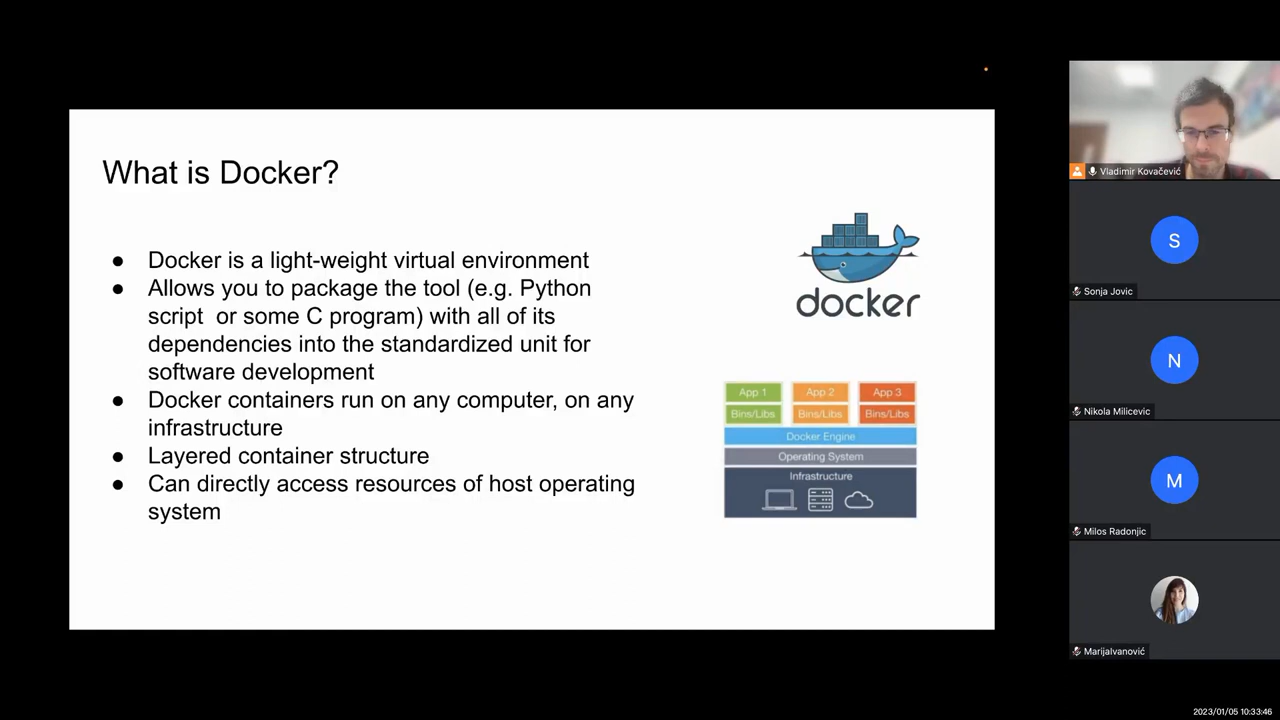 What is Docker?
● Docker is a light-weight virtual environment
● Allows you to package the tool (e.g. Python
script or some C program) with all of its
dependencies into the standardized unit for
software development
● Docker containers run on any computer, on any
infrastructure
● Layered container structure
● Can directly access resources of host operating
system
docker
App 1 App 2 App 3
Bins/Libs Bins/Libs Bins/Libs
Docker Engine
Operating System
Infrastructure
Vladimir Kovačević
S
Sonja Jovic
N
Nikola Milicevic
M
Milos Radonjic
MarijaIvanović
2023/01/05 10:33:46